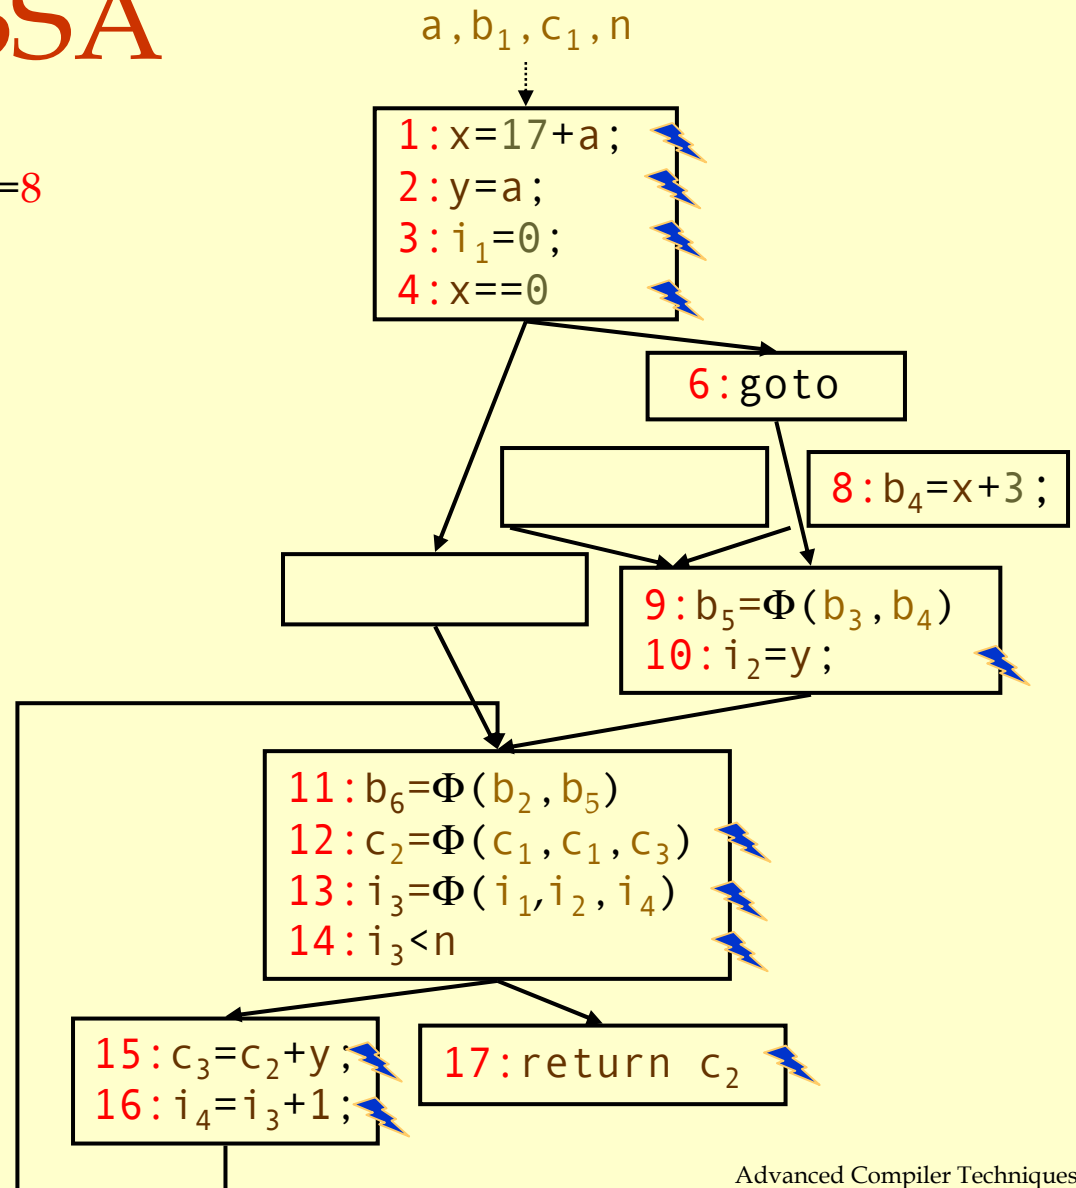 SSA
a,b₁,c₁,n
=8
1:x=17+a;
2:y=a;
3:i₁=0;
4:x==0
6:goto
8:b₄=x+3;
9:b₅=Φ(b₃,b₄)
10:i₂=y;
11:b₆=Φ(b₂,b₅)
12:c₂=Φ(c₁,c₁,c₃)
13:i₃=Φ(i₁,i₂,i₄)
14:i₃<n
15:c₃=c₂+y;
16:i₄=i₃+1;
17:return c₂
Advanced Compiler Techniques